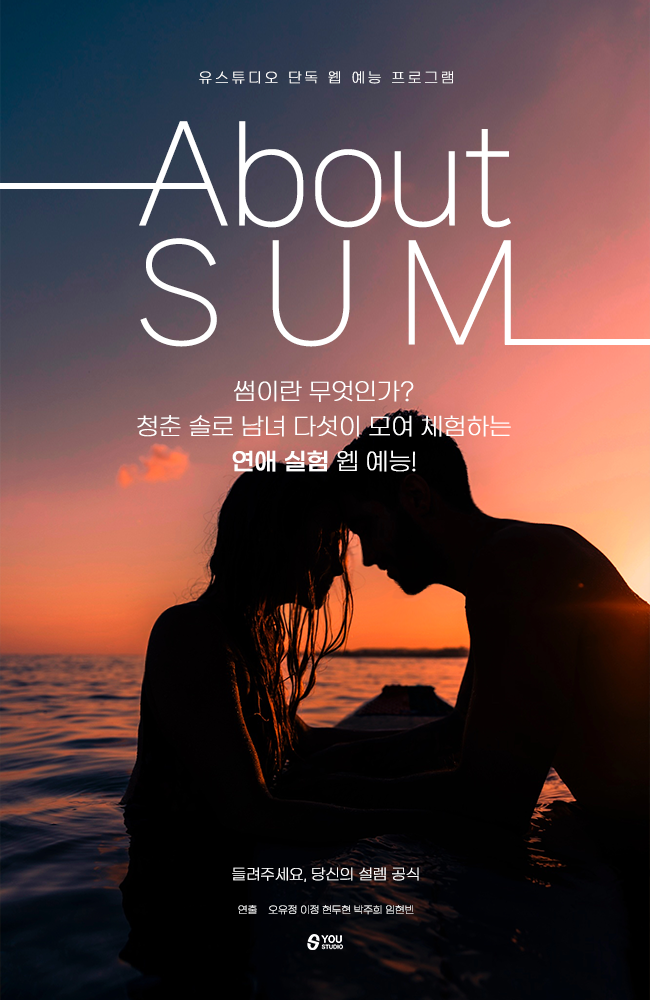 유스튜디오 단독 웹 예능 프로그램
About
SUM
썸이란 무엇인가?
청춘 솔로 남녀 다섯이 모여 체험하는
연애 실험 웹 예능!
들려주세요, 당신의 설렘 공식
연출 오유정 이정 현두현 박주희 임현빈
YOU
STUDIO